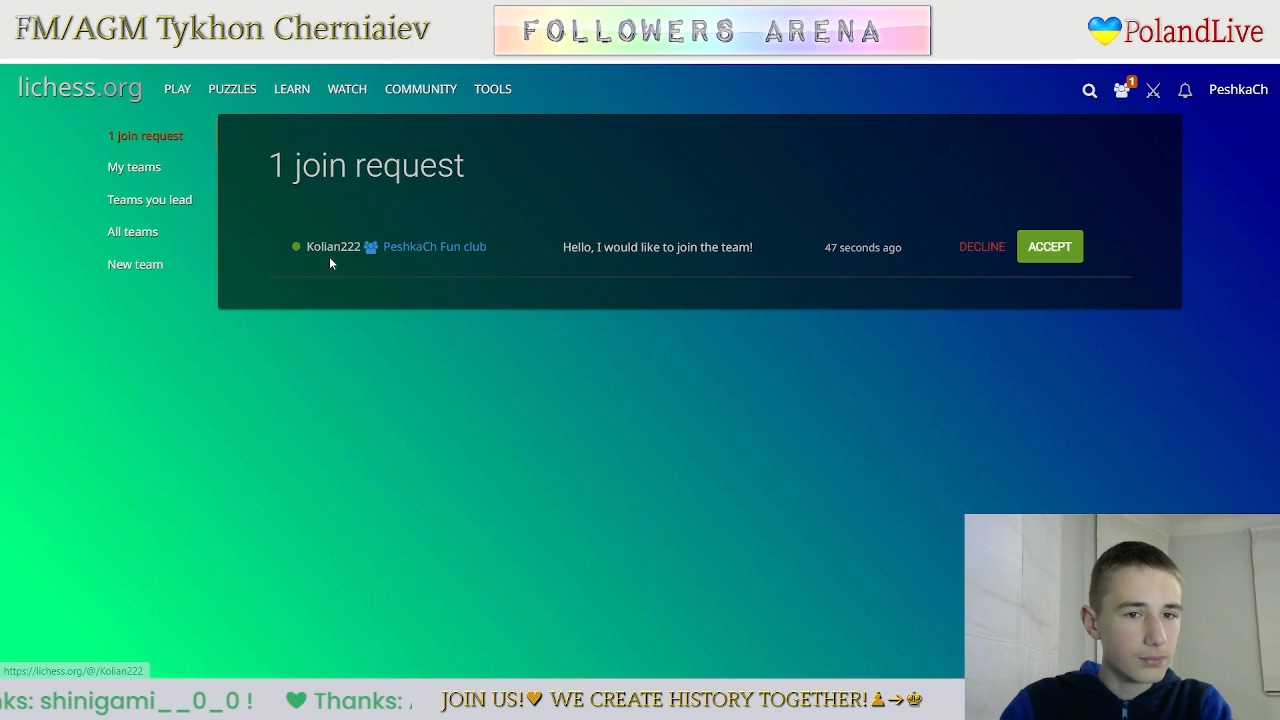 FM/AGM Tykhon Cherniaiev
FOLLOWERS ARENA
PolandLive
lichess.org PLAY PUZZLES LEARN WATCH COMMUNITY TOOLS 1 PeshkaCh
1 join request
My teams
Teams you lead
All teams
New team
1 join request
Kolian222 PeshkaCh Fun club Hello, I would like to join the team! 47 seconds ago DECLINE ACCEPT
https://lichess.org/@/Kolian222
ks: shinigami__0_0 ! Thanks:
JOIN US!♥ WE CREATE HISTORY TOGETHER!♟→♚